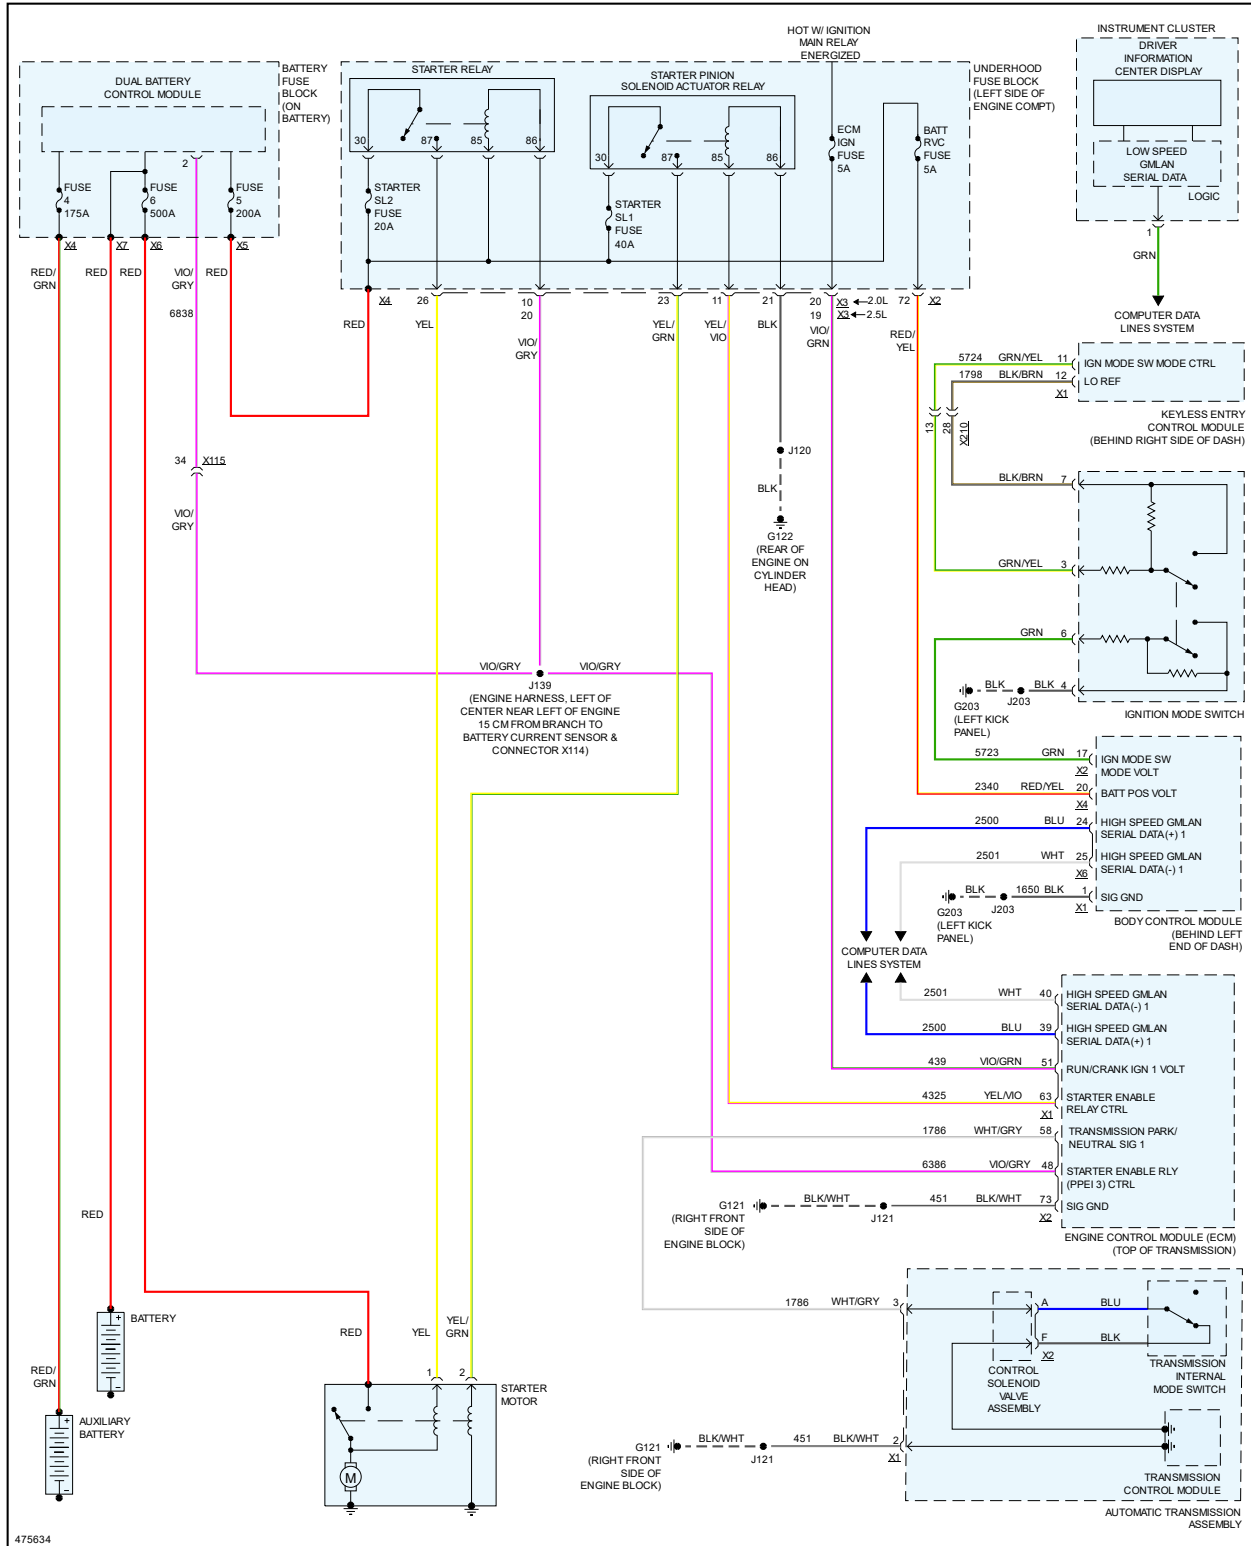 HOT W/ IGNITION
MAIN RELAY
ENERGIZED
INSTRUMENT CLUSTER
DRIVER
INFORMATION
CENTER DISPLAY
LOW SPEED
GMLAN
SERIAL DATA
LOGIC
1
GRN
COMPUTER DATA
LINES SYSTEM
DUAL BATTERY
CONTROL MODULE
BATTERY
FUSE
BLOCK
(ON
BATTERY)
2
FUSE
4
175A
FUSE
6
500A
FUSE
5
200A
X4
X7
X6
X5
RED/
GRN
RED
RED
VIO/
GRY
RED
6838
STARTER RELAY
30
87
85
86
STARTER
SL2
FUSE
20A
STARTER PINION
SOLENOID ACTUATOR RELAY
30
87
85
86
STARTER
SL1
FUSE
40A
ECM
IGN
FUSE
5A
BATT
RVC
FUSE
5A
UNDERHOOD
FUSE BLOCK
(LEFT SIDE OF
ENGINE COMPT)
X4
26
10
20
23
11
21
20
X3
2.0L
19
X3
2.5L
72
X2
RED
YEL
VIO/
GRY
YEL/
GRN
YEL/
VIO
BLK
VIO/
GRN
RED/
YEL
5724
GRN/YEL
11
IGN MODE SW MODE CTRL
1798
BLK/BRN
12
LO REF
X1
KEYLESS ENTRY
CONTROL MODULE
(BEHIND RIGHT SIDE OF DASH)
13
28
X210
34
X115
VIO/
GRY
J120
BLK
G122
(REAR OF
ENGINE ON
CYLINDER
HEAD)
BLK/BRN
7
GRN/YEL
3
GRN
6
BLK
BLK
4
G203
(LEFT KICK
PANEL)
J203
IGNITION MODE SWITCH
VIO/GRY
VIO/GRY
J139
(ENGINE HARNESS, LEFT OF
CENTER NEAR LEFT OF ENGINE
15 CM FROM BRANCH TO
BATTERY CURRENT SENSOR &
CONNECTOR X114)
5723
GRN
17
IGN MODE SW
MODE VOLT
X2
2340
RED/YEL
20
BATT POS VOLT
X4
2500
BLU
24
HIGH SPEED GMLAN
SERIAL DATA (+) 1
2501
WHT
25
HIGH SPEED GMLAN
SERIAL DATA (-) 1
X6
BLK
1650 BLK
1
SIG GND
X1
G203
(LEFT KICK
PANEL)
J203
BODY CONTROL MODULE
(BEHIND LEFT
END OF DASH)
COMPUTER DATA
LINES SYSTEM
2501
WHT
40
HIGH SPEED GMLAN
SERIAL DATA (-) 1
2500
BLU
39
HIGH SPEED GMLAN
SERIAL DATA (+) 1
439
VIO/GRN
51
RUN/CRANK IGN 1 VOLT
4325
YEL/VIO
63
STARTER ENABLE
RELAY CTRL
X1
1786
WHT/GRY
58
TRANSMISSION PARK/
NEUTRAL SIG 1
6386
VIO/GRY
48
STARTER ENABLE RLY
(PPEI 3) CTRL
BLK/WHT
451
BLK/WHT
73
SIG GND
X2
G121
(RIGHT FRONT
SIDE OF
ENGINE BLOCK)
J121
ENGINE CONTROL MODULE (ECM)
(TOP OF TRANSMISSION)
RED
BATTERY
RED
YEL
YEL/
GRN
RED/
GRN
AUXILIARY
BATTERY
1
2
STARTER
MOTOR
M
1786
WHT/GRY
3
A
BLU
F
BLK
X2
CONTROL
SOLENOID
VALVE
ASSEMBLY
TRANSMISSION
INTERNAL
MODE SWITCH
BLK/WHT
451
BLK/WHT
2
X1
G121
(RIGHT FRONT
SIDE OF
ENGINE BLOCK)
J121
TRANSMISSION
CONTROL MODULE
AUTOMATIC TRANSMISSION
ASSEMBLY
475634